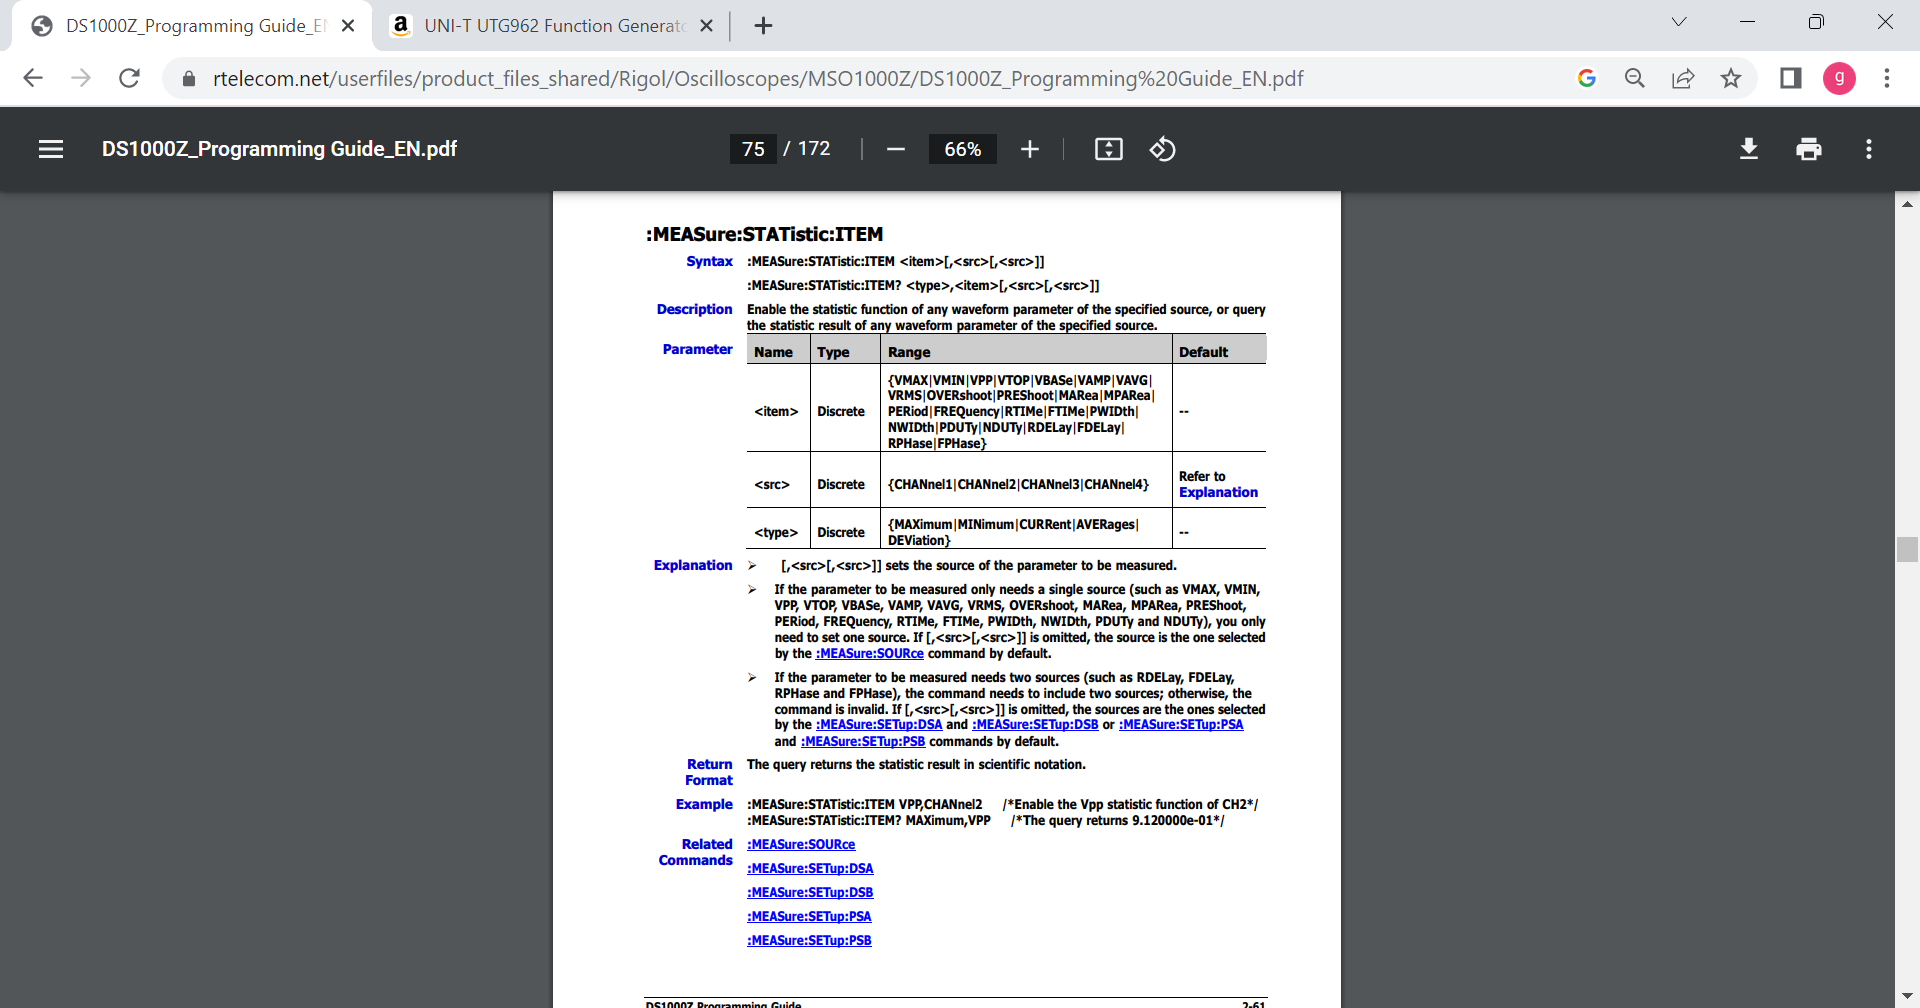 DS1000Z_Programming Guide_EN
UNI-T UTG962 Function Generato
rtelecom.net/userfiles/product_files_shared/Rigol/Oscilloscopes/MSO1000Z/DS1000Z_Programming%20Guide_EN.pdf
g
DS1000Z_Programming Guide_EN.pdf
75 / 172
66%
:MEASure:STATistic:ITEM
Syntax :MEASure:STATistic:ITEM <item>[,<src>[,<src>]]
:MEASure:STATistic:ITEM? <type>,<item>[,<src>[,<src>]]
Description Enable the statistic function of any waveform parameter of the specified source, or query
the statistic result of any waveform parameter of the specified source.
Parameter Name Type Range Default
<item> Discrete {VMAX|VMIN|VPP|VTOP|VBASe|VAMP|VAVG|
VRMS|OVERshoot|PREShoot|MARea|MPARea|
PERiod|FREQuency|RTIMe|FTIMe|PWIDth|
NWIDth|PDUTy|NDUTy|RDELay|FDELay|
RPHase|FPHase} --
<src> Discrete {CHANnel1|CHANnel2|CHANnel3|CHANnel4} Refer to
Explanation
<type> Discrete {MAXimum|MINimum|CURRent|AVERages|
DEViation} --
Explanation ➢ [,<src>[,<src>]] sets the source of the parameter to be measured.
➢ If the parameter to be measured only needs a single source (such as VMAX, VMIN,
VPP, VTOP, VBASe, VAMP, VAVG, VRMS, OVERshoot, MARea, MPARea, PREShoot,
PERiod, FREQuency, RTIMe, FTIMe, PWIDth, NWIDth, PDUTy and NDUTy), you only
need to set one source. If [,<src>[,<src>]] is omitted, the source is the one selected
by the :MEASure:SOURce command by default.
➢ If the parameter to be measured needs two sources (such as RDELay, FDELay,
RPHase and FPHase), the command needs to include two sources; otherwise, the
command is invalid. If [,<src>[,<src>]] is omitted, the sources are the ones selected
by the :MEASure:SETup:DSA and :MEASure:SETup:DSB or :MEASure:SETup:PSA
and :MEASure:SETup:PSB commands by default.
Return
Format The query returns the statistic result in scientific notation.
Example :MEASure:STATistic:ITEM VPP,CHANnel2 /*Enable the Vpp statistic function of CH2*/
:MEASure:STATistic:ITEM? MAXimum,VPP /*The query returns 9.120000e-01*/
Related
Commands :MEASure:SOURce
:MEASure:SETup:DSA
:MEASure:SETup:DSB
:MEASure:SETup:PSA
:MEASure:SETup:PSB
DS1000Z Programming Guide 2-61